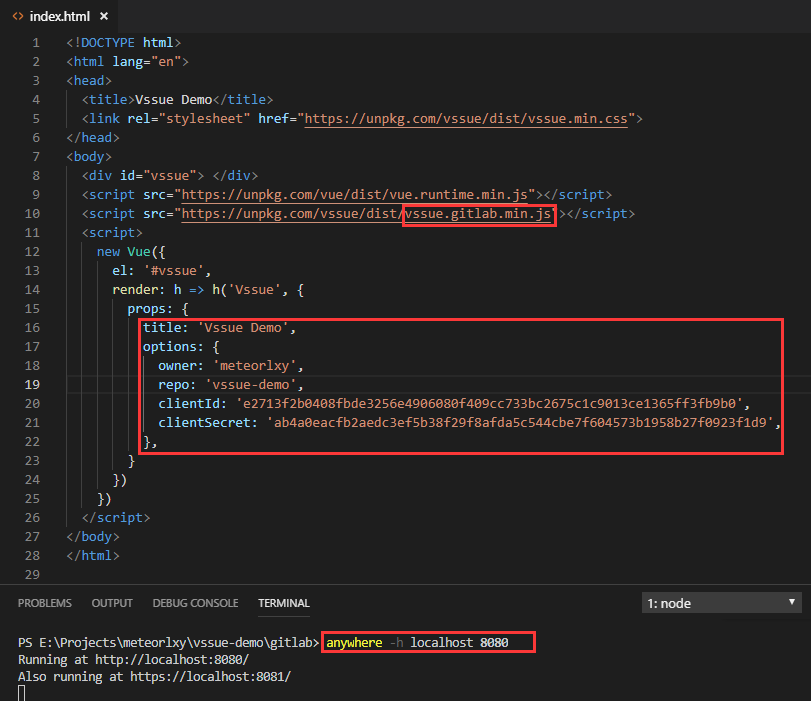 <> index.html ×
1 <!DOCTYPE html>
2 <html lang="en">
3 <head>
4 <title>Vssue Demo</title>
5 <link rel="stylesheet" href="https://unpkg.com/vssue/dist/vssue.min.css">
6 </head>
7 <body>
8 <div id="vssue"> </div>
9 <script src="https://unpkg.com/vue/dist/vue.runtime.min.js"></script>
10 <script src="https://unpkg.com/vssue/dist/vssue.gitlab.min.js"></script>
11 <script>
12 new Vue({
13 el: '#vssue',
14 render: h => h('Vssue', {
15 props: {
16 title: 'Vssue Demo',
17 options: {
18 owner: 'meteorlxy',
19 repo: 'vssue-demo',
20 clientId: 'e2713f2b0408fbde3256e4906080f409cc733bc2675c1c9013ce1365ff3fb9b0',
21 clientSecret: 'ab4a0eacfb2aedc3ef5b38f29f8afda5c544cbe7f604573b1958b27f0923f1d9',
22 },
23 }
24 })
25 })
26 </script>
27 </body>
28 </html>
29
PROBLEMS OUTPUT DEBUG CONSOLE TERMINAL 1: node
PS E:\Projects\meteorlxy\vssue-demo\gitlab> anywhere -h localhost 8080
Running at http://localhost:8080/
Also running at https://localhost:8081/